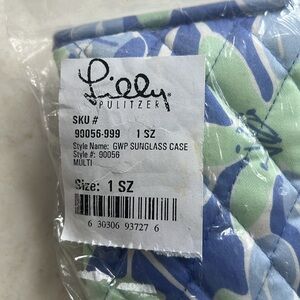 Lilly
PULITZER
SKU #
90056-999 1 SZ
Style Name: GWP SUNGLASS CASE
Style #: 90056
MULTI
Size: 1 SZ
6 30306 93727 6